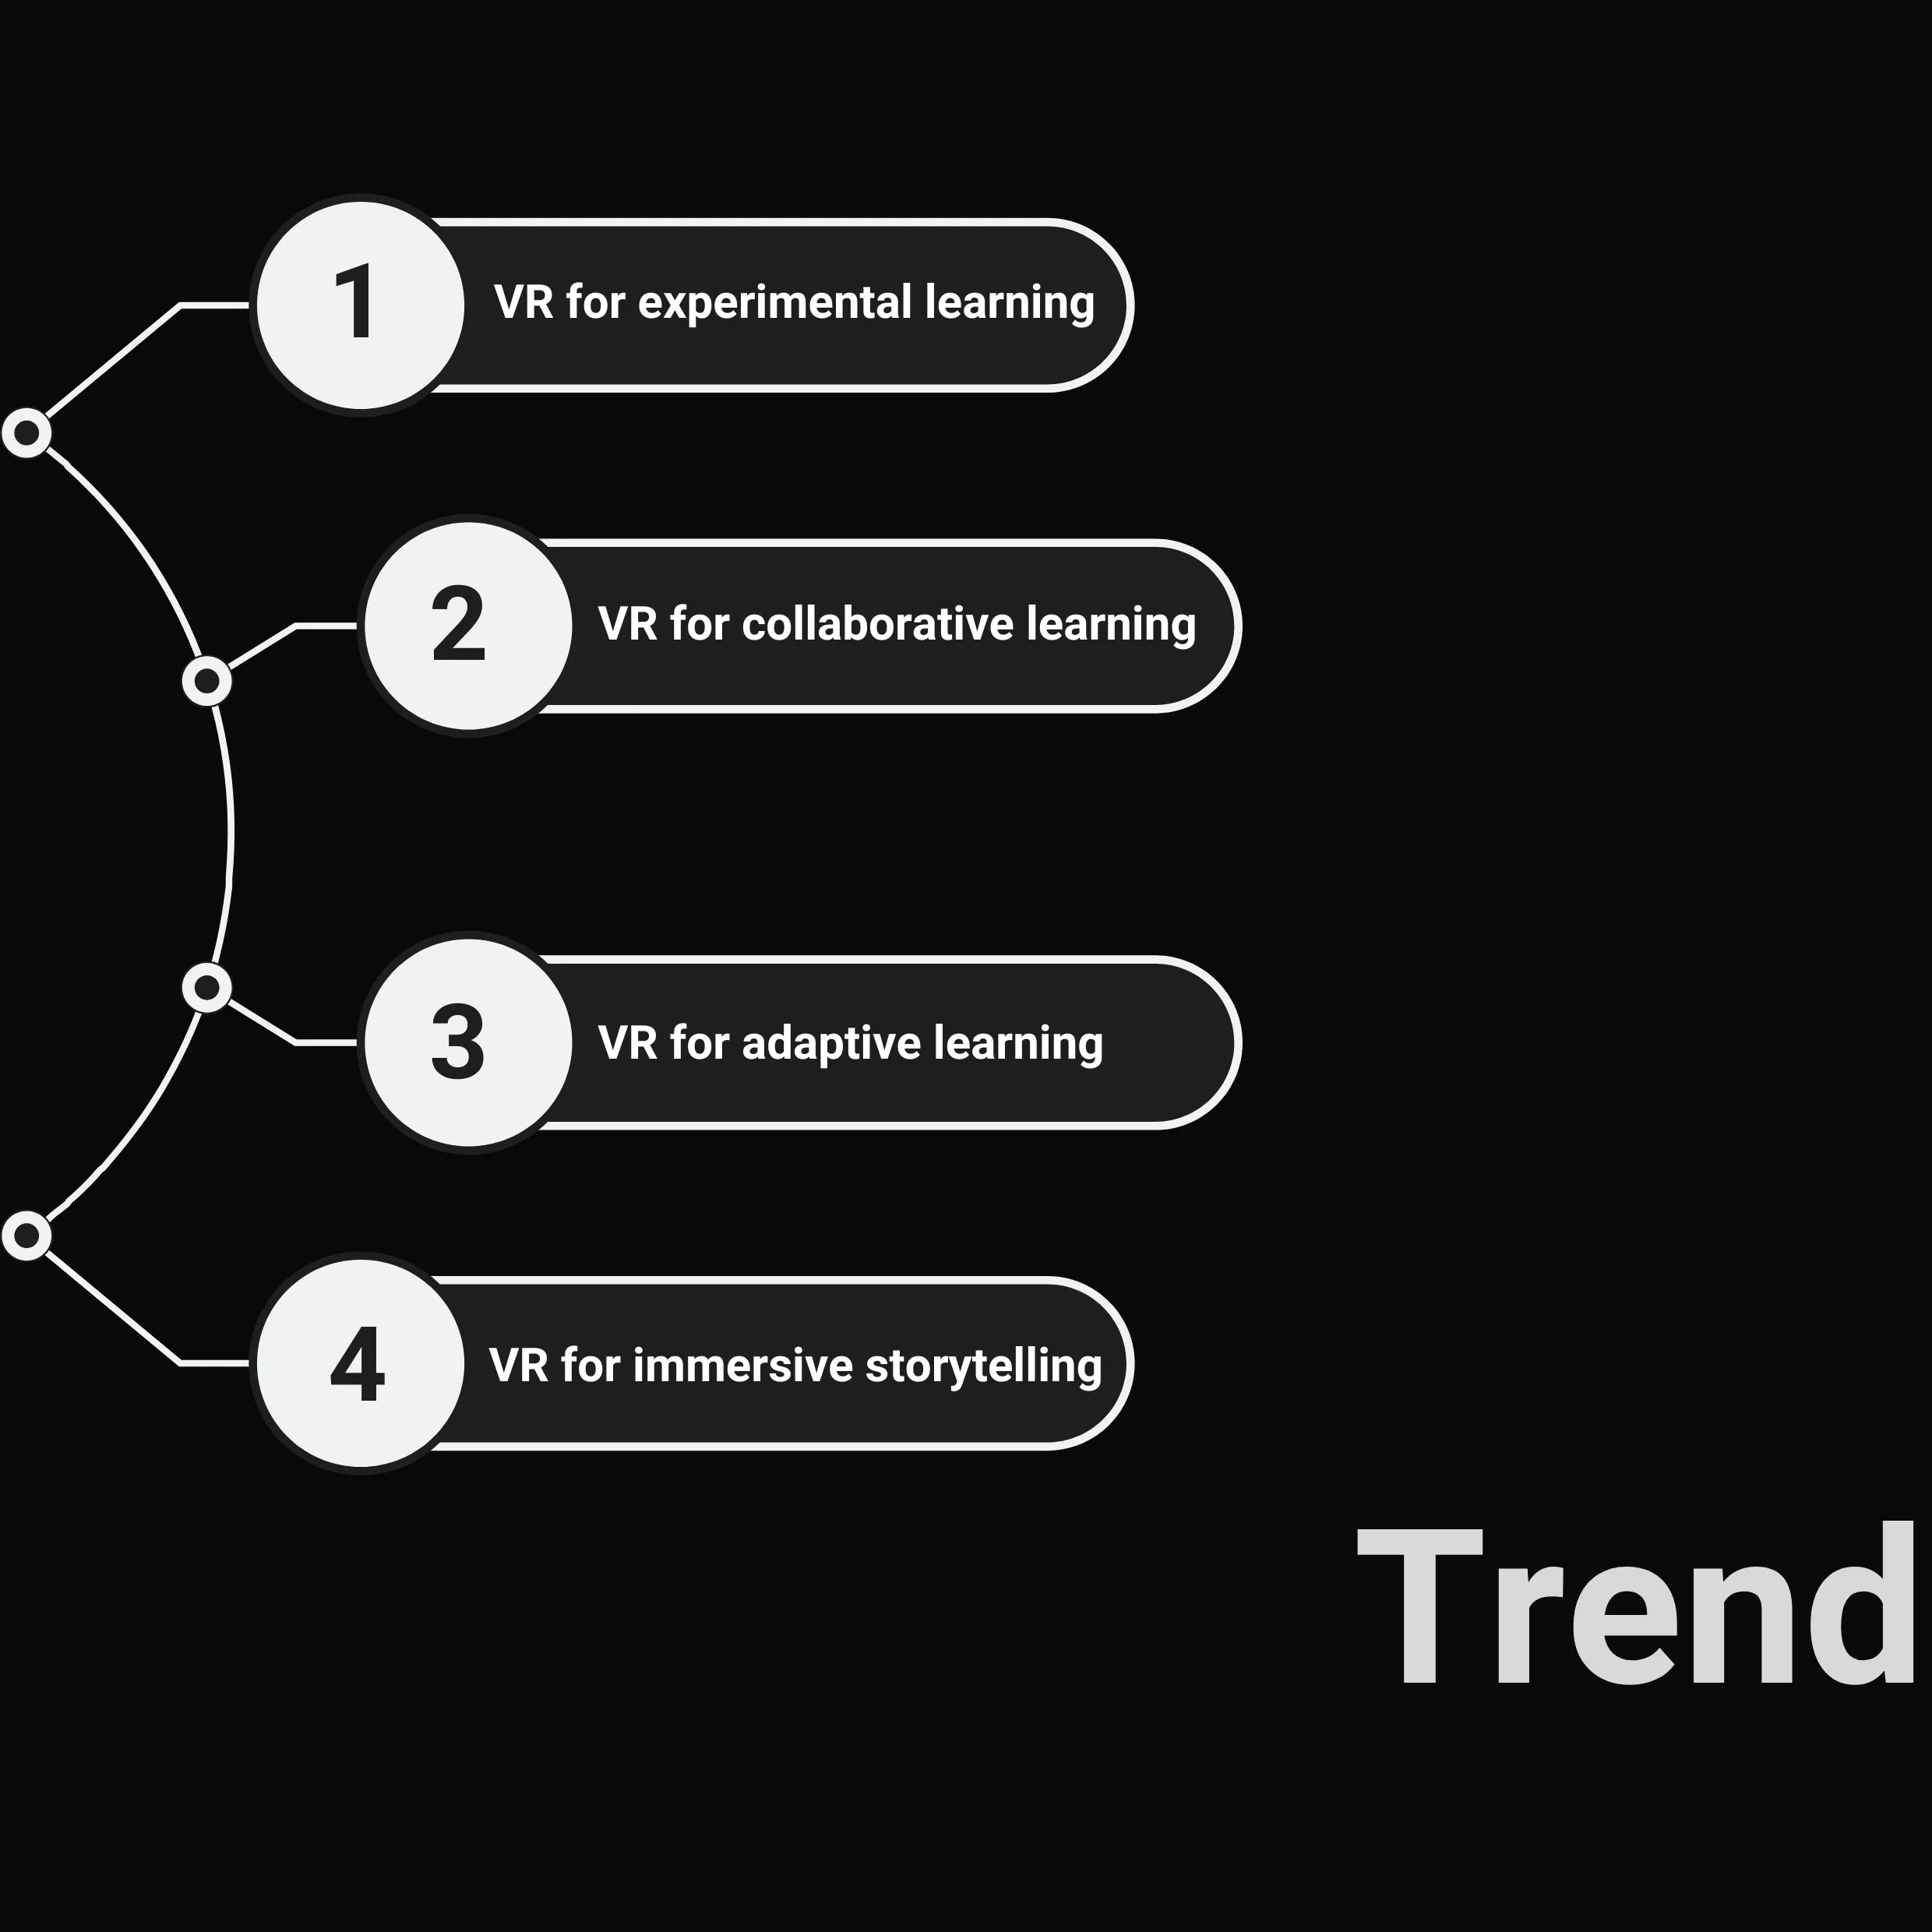 1
VR for experimental learning
2
VR for collaborative learning
3
VR for adaptive learning
4
VR for immersive storytelling
Trend